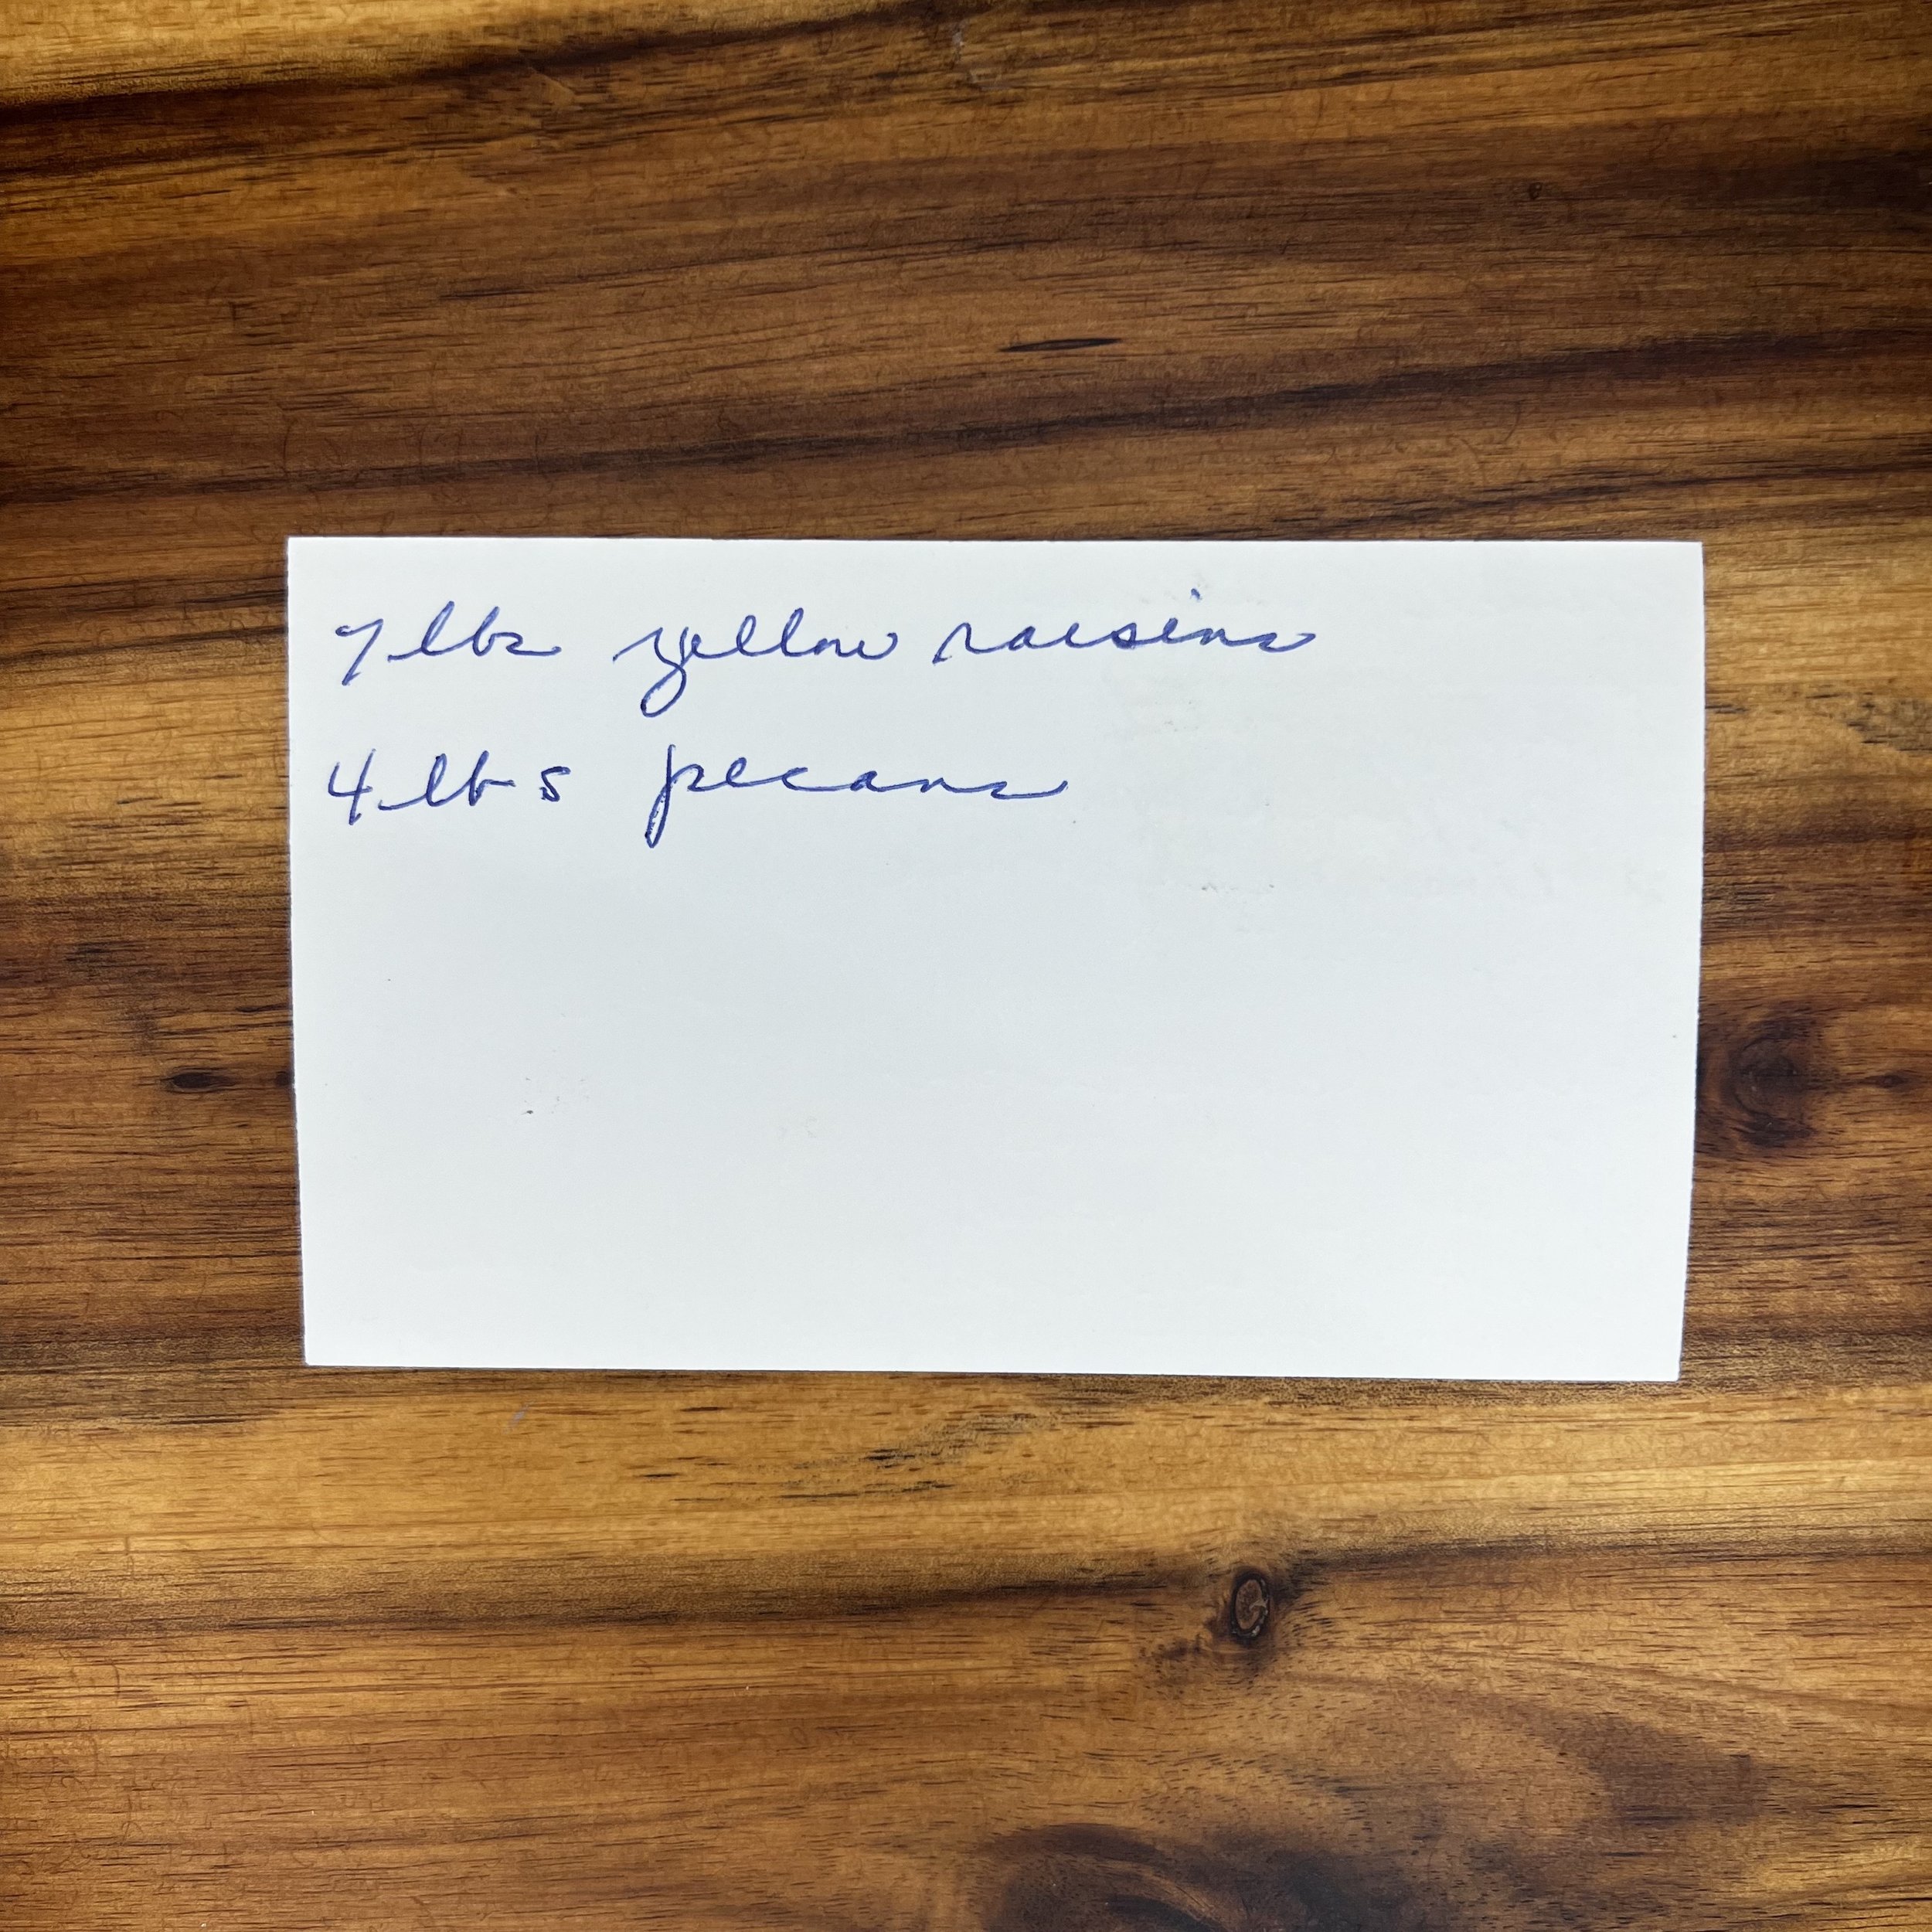 7 lbs yellow raisins
4 lbs pecans